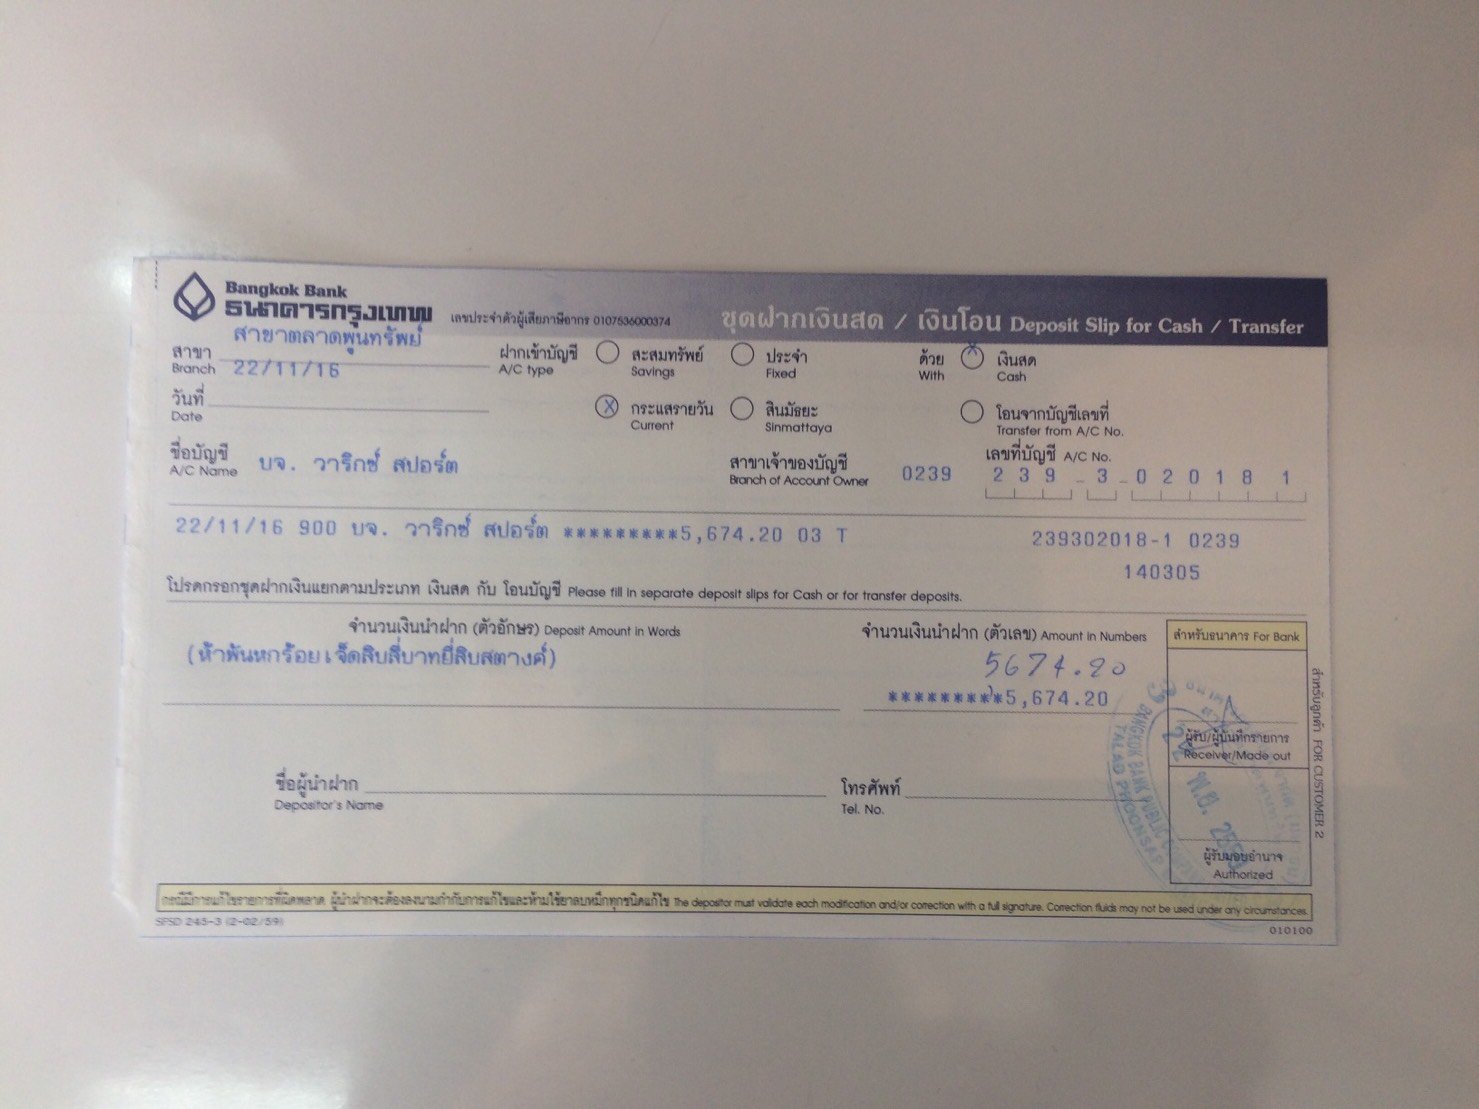 Bangkok Bank
ธนาคารกรุงเทพ เลขประจำตัวผู้เสียภาษีอากร 0107536000374 ชุดฝากเงินสด / เงินโอน Deposit Slip for Cash / Transfer
สาขาตลาดพูนทรัพย์
สาขา ฝากเข้าบัญชี สะสมทรัพย์ ประจำ ด้วย X เงินสด
Branch 22/11/16 A/C type Savings Fixed With Cash
วันที่ X กระแสรายวัน สินมัธยะ โอนจากบัญชีเลขที่
Date Current Sinmattaya Transfer from A/C No.
ชื่อบัญชี บจ. วาริกซ์ สปอร์ต สาขาเจ้าของบัญชี 0239 เลขที่บัญชี A/C No.
A/C Name Branch of Account Owner 2 3 9 - 3 - 0 2 0 1 8 1
22/11/16 900 บจ. วาริกซ์ สปอร์ต *********5,674.20 03 T 239302018-1 0239
140305
โปรดกรอกชุดฝากเงินแยกตามประเภท เงินสด กับ โอนบัญชี Please fill in separate deposit slips for Cash or for transfer deposits.
จำนวนเงินนำฝาก (ตัวอักษร) Deposit Amount in Words จำนวนเงินนำฝาก (ตัวเลข) Amount in Numbers สำหรับธนาคาร For Bank
(ห้าพันหกร้อยเจ็ดสิบสี่บาทยี่สิบสตางค์) 5674.20
*********5,674.20
ผู้รับ/ผู้บันทึกรายการ
Receiver/Made out
ชื่อผู้นำฝาก โทรศัพท์
Depositor's Name Tel. No.
ผู้รับมอบอำนาจ
Authorized
สำหรับลูกค้า FOR CUSTOMER 2
BANGKOK BANK PUBLIC
TALAD PHOONSAP
22 พ.ย. 2559
กรณีมีการแก้ไขรายการที่ผิดพลาด ผู้นำฝากจะต้องลงนามกำกับการแก้ไขและห้ามใช้ยาลบหมึกทุกชนิดแก้ไข The depositor must validate each modification and/or correction with a full signature. Correction fluids may not be used under any circumstances.
SFSD 245-3 (2-02/59) 010100